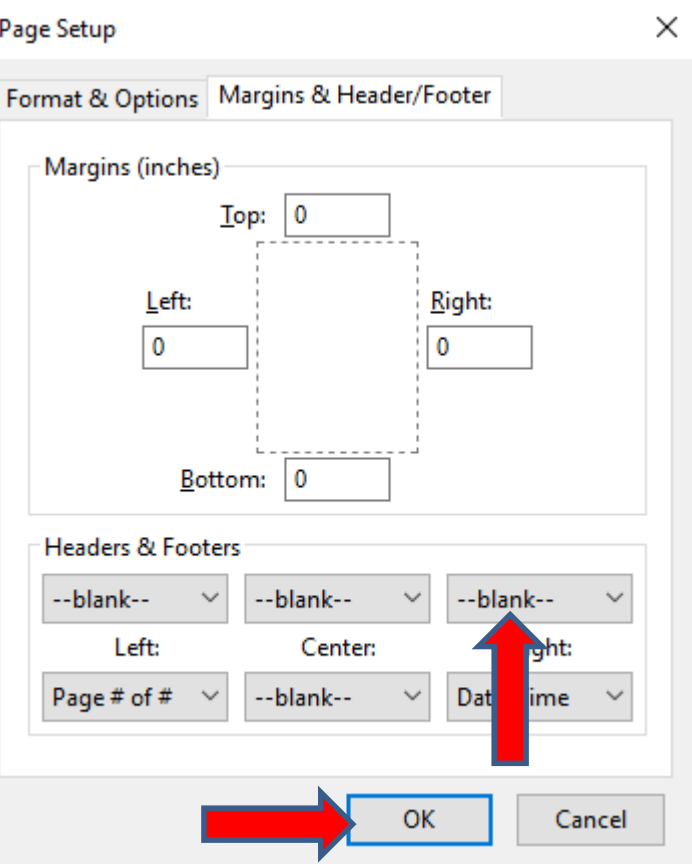 Page Setup
Format & Options Margins & Header/Footer
Margins (inches)
Top: 0
Left: Right:
0 0
Bottom: 0
Headers & Footers
--blank-- --blank-- --blank--
Left: Center:
Page # of # --blank--
OK Cancel